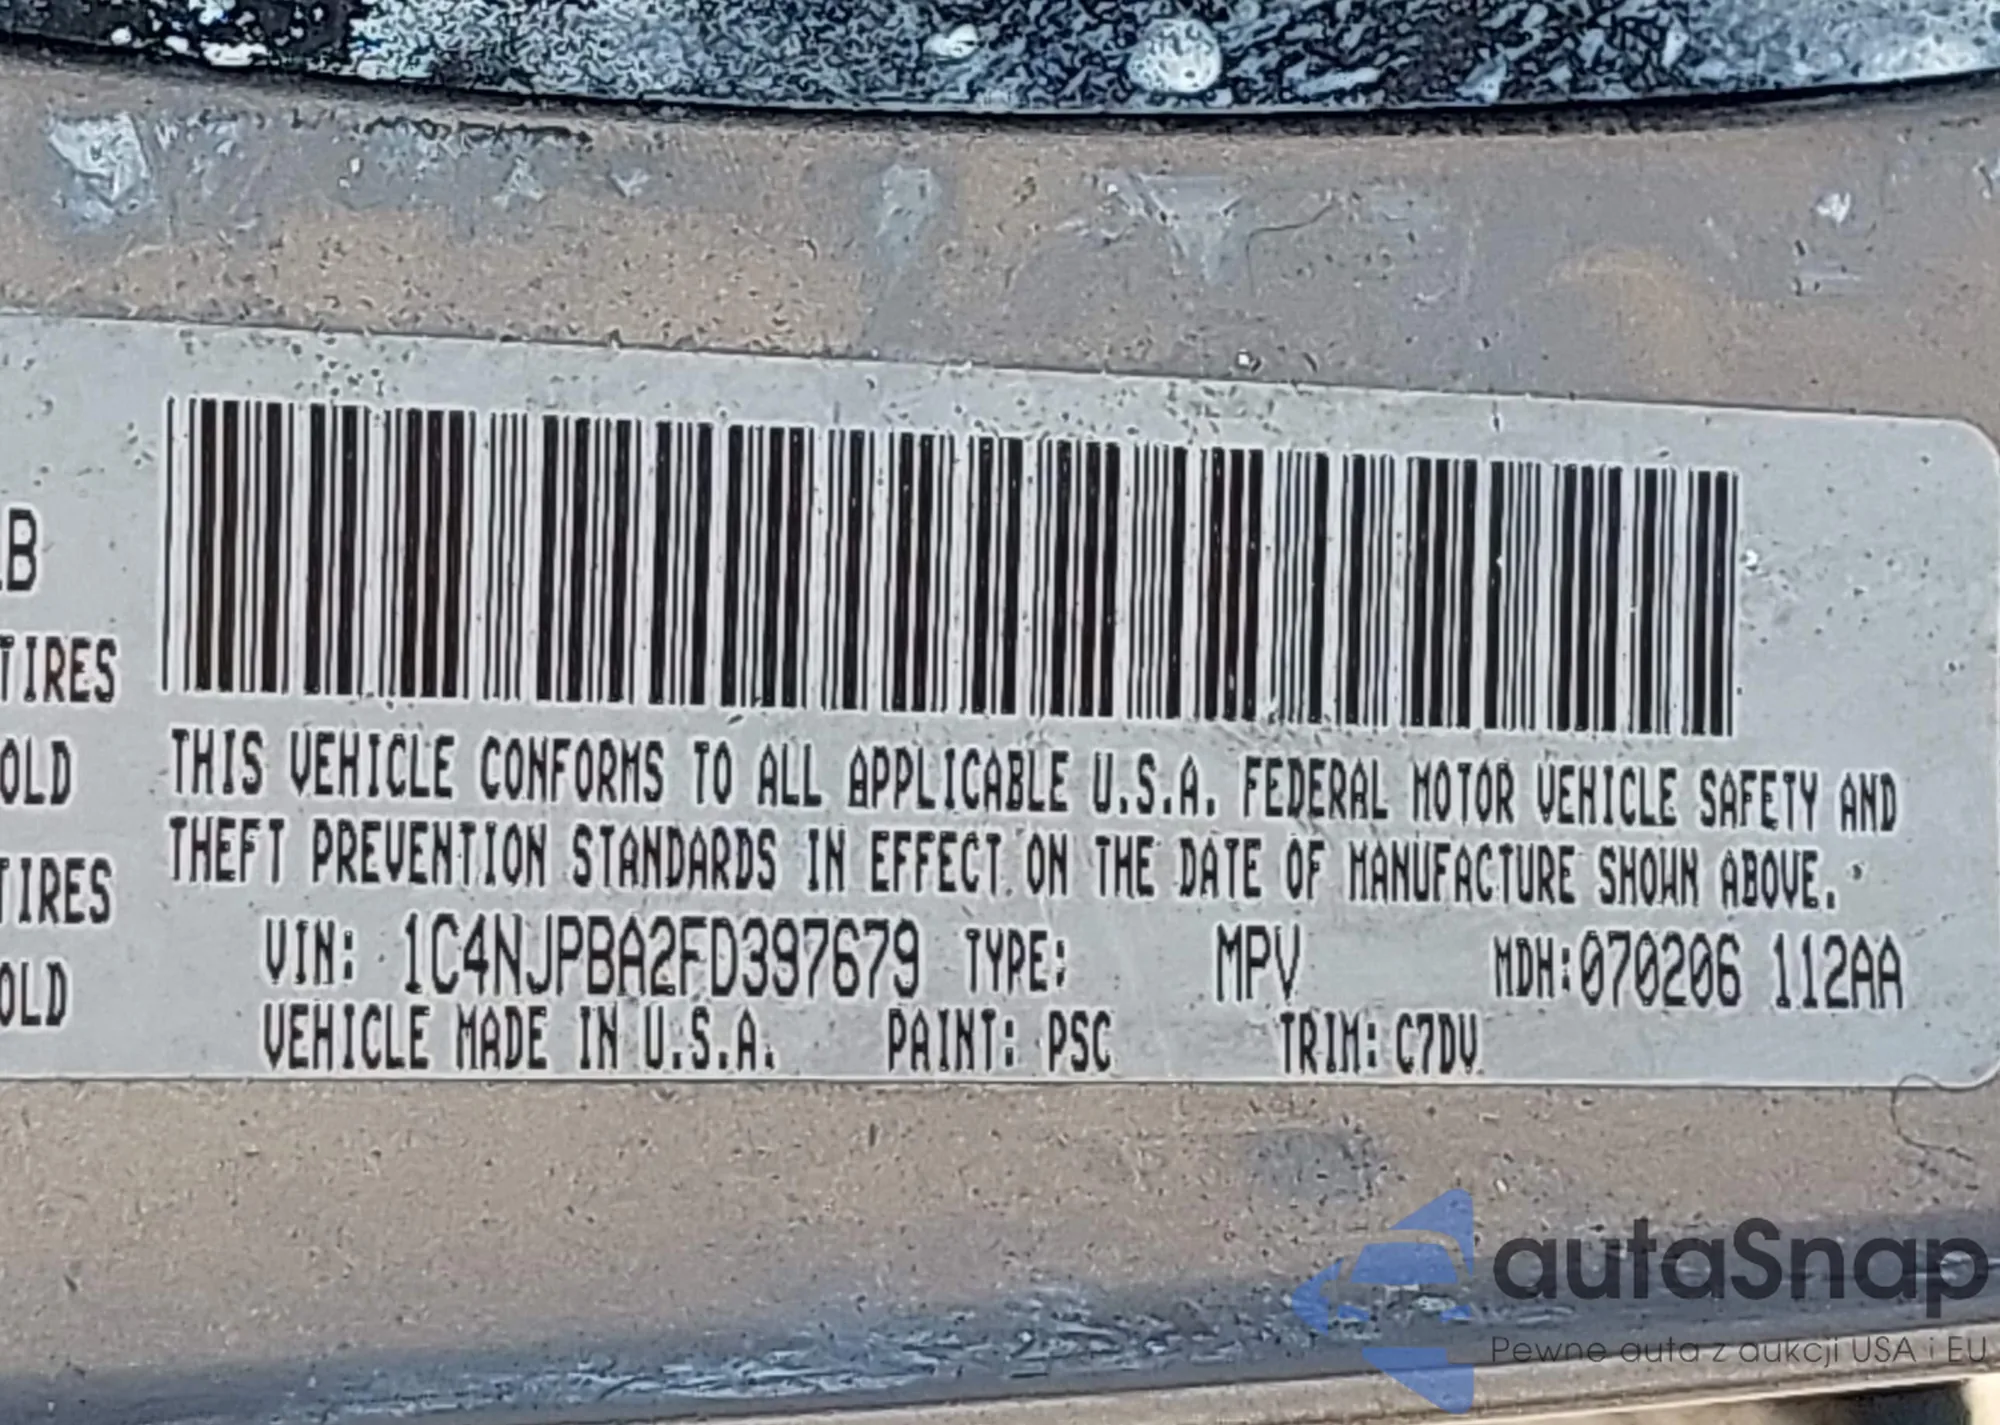 B
TIRES
OLD
TIRES
OLD
THIS VEHICLE CONFORMS TO ALL APPLICABLE U.S.A. FEDERAL MOTOR VEHICLE SAFETY AND
THEFT PREVENTION STANDARDS IN EFFECT ON THE DATE OF MANUFACTURE SHOWN ABOVE.
VIN: 1C4NJPBA2FD397679 TYPE: MPV MDH:070206 112AA
VEHICLE MADE IN U.S.A. PAINT: PSC TRIM: C7DV
autaSnap
Pewne auta z aukcji USA i EU